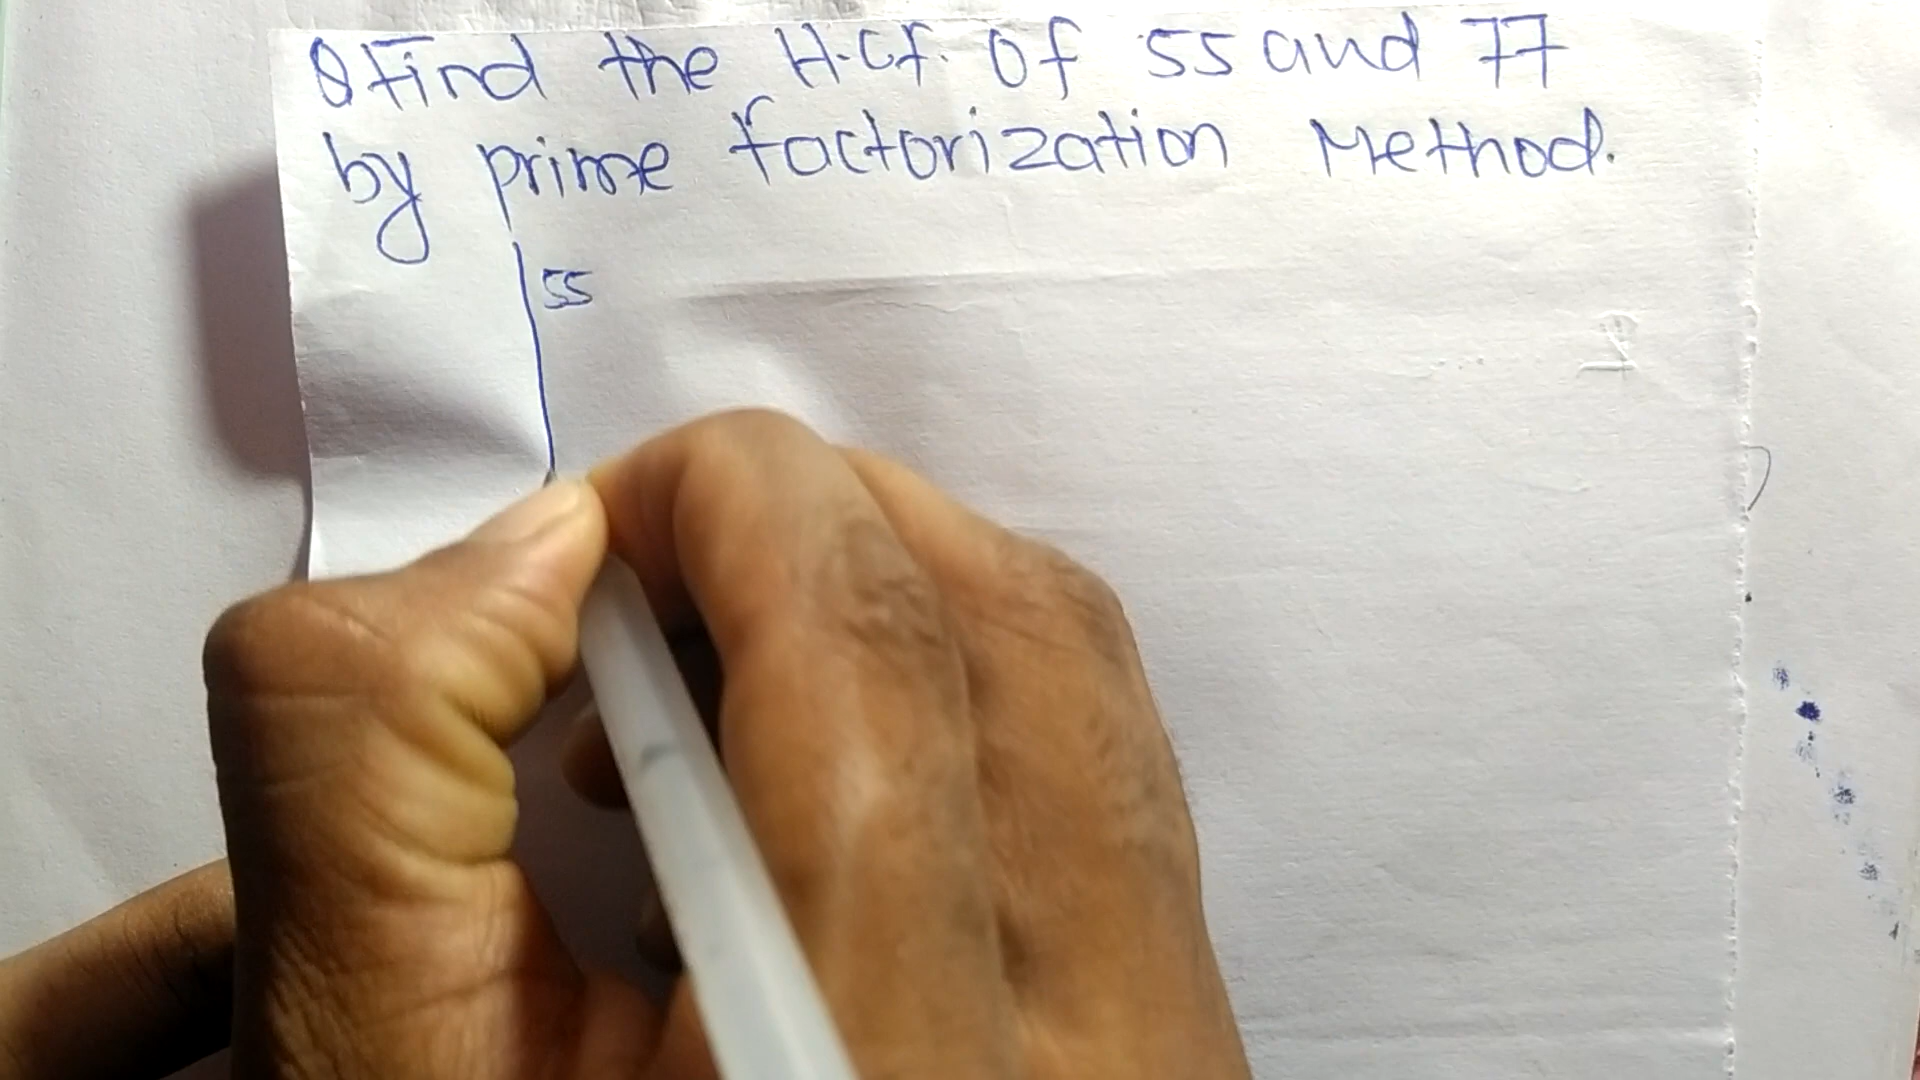 Q Find the H.C.f. Of 55 and 77
by prime factorization Method.
55